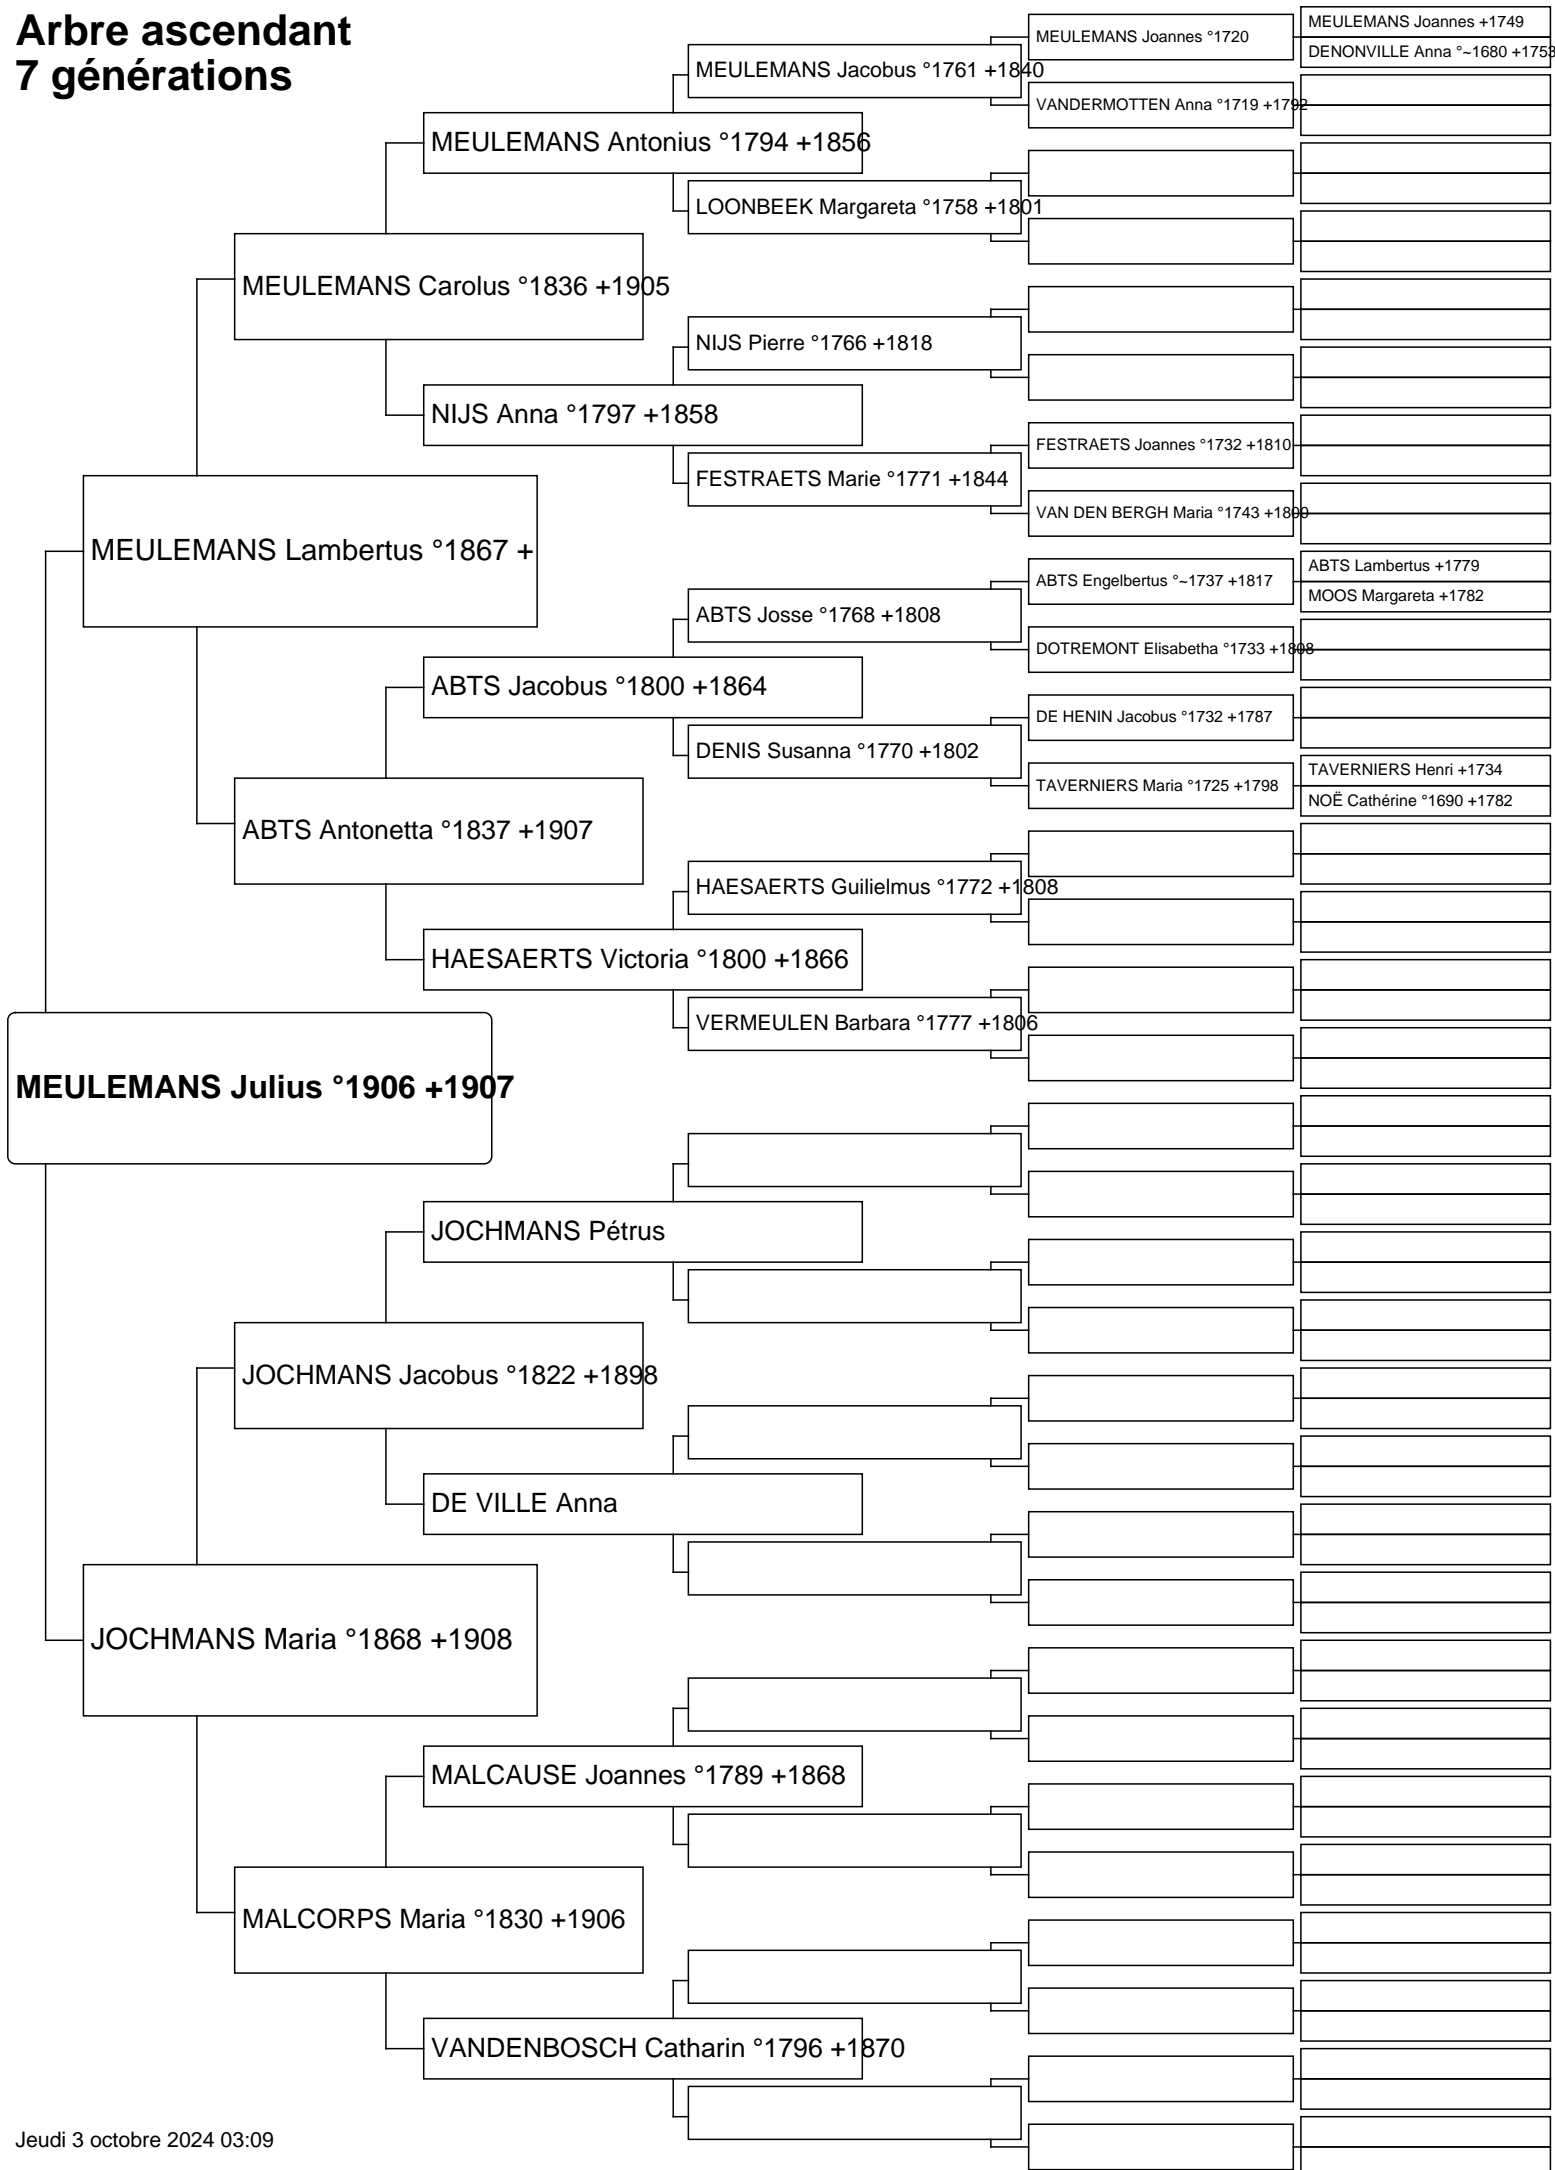 Arbre ascendant
7 générations
MEULEMANS Joannes °1720
MEULEMANS Joannes +1749
DENONVILLE Anna °~1680 +1753
MEULEMANS Jacobus °1761 +1840
VANDERMOTTEN Anna °1719 +1792
MEULEMANS Antonius °1794 +1856
LOONBEEK Margareta °1758 +1801
MEULEMANS Carolus °1836 +1905
NIJS Pierre °1766 +1818
NIJS Anna °1797 +1858
FESTRAETS Joannes °1732 +1810
FESTRAETS Marie °1771 +1844
VAN DEN BERGH Maria °1743 +1800
MEULEMANS Lambertus °1867 +
ABTS Engelbertus °~1737 +1817
ABTS Lambertus +1779
MOOS Margareta +1782
ABTS Josse °1768 +1808
DOTREMONT Elisabetha °1733 +1808
ABTS Jacobus °1800 +1864
DE HENIN Jacobus °1732 +1787
DENIS Susanna °1770 +1802
TAVERNIERS Maria °1725 +1798
TAVERNIERS Henri +1734
NOË Cathérine °1690 +1782
ABTS Antonetta °1837 +1907
HAESAERTS Guilielmus °1772 +1808
HAESAERTS Victoria °1800 +1866
VERMEULEN Barbara °1777 +1806
MEULEMANS Julius °1906 +1907
JOCHMANS Pétrus
JOCHMANS Jacobus °1822 +1898
DE VILLE Anna
JOCHMANS Maria °1868 +1908
MALCAUSE Joannes °1789 +1868
MALCORPS Maria °1830 +1906
VANDENBOSCH Catharin °1796 +1870
Jeudi 3 octobre 2024 03:09